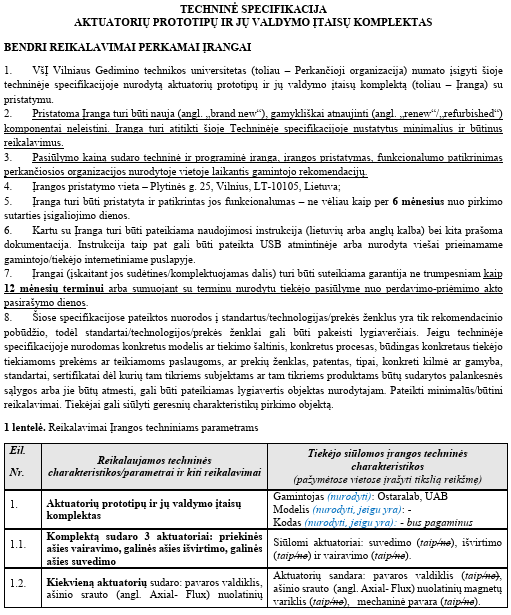 TECHNINĖ SPECIFIKACIJA
AKTUATORIŲ PROTOTIPŲ IR JŲ VALDYMO ĮTAISŲ KOMPLEKTAS
BENDRI REIKALAVIMAI PERKAMAI ĮRANGAI
1. VšĮ Vilniaus Gedimino technikos universitetas (toliau – Perkančioji organizacija) numato įsigyti šioje
techninėje specifikacijoje nurodytą aktuatorių prototipų ir jų valdymo įtaisų komplektą (toliau – Įranga) su
pristatymu.
2. Pristatoma Įranga turi būti nauja (angl. „brand new“), gamykliškai atnaujinti (angl. „renew“/„refurbished“)
komponentai neleistini. Įranga turi atitikti šioje Techninėje specifikacijoje nustatytus minimalius ir būtinus
reikalavimus.
3. Pasiūlymo kainą sudaro techninė ir programinė įranga, įrangos pristatymas, funkcionalumo patikrinimas
perkančiosios organizacijos nurodytoje vietoje laikantis gamintojo rekomendacijų.
4. Įrangos pristatymo vieta – Plytinės g. 25, Vilnius, LT-10105, Lietuva;
5. Įranga turi būti pristatyta ir patikrintas jos funkcionalumas – ne vėliau kaip per 6 mėnesius nuo pirkimo
sutarties įsigaliojimo dienos.
6. Kartu su Įranga turi būti pateikiama naudojimosi instrukcija (lietuvių arba anglų kalba) bei kita prašoma
dokumentacija. Instrukcija taip pat gali būti pateikta USB atmintinėje arba nurodyta viešai prieinamame
gamintojo/tiekėjo internetiniame puslapyje.
7. Įrangai (įskaitant jos sudėtines/komplektuojamas dalis) turi būti suteikiama garantija ne trumpesniam kaip
12 mėnesių terminui arba sumuojant su terminu nurodytu tiekėjo pasiūlyme nuo perdavimo-priėmimo akto
pasirašymo dienos.
8. Šiose specifikacijose pateiktos nuorodos į standartus/technologijas/prekės ženklus yra tik rekomendacinio
pobūdžio, todėl standartai/technologijos/prekės ženklai gali būti pakeisti lygiaverčiais. Jeigu techninėje
specifikacijoje nurodomas konkretus modelis ar tiekimo šaltinis, konkretus procesas, būdingas konkretaus tiekėjo
tiekiamoms prekėms ar teikiamoms paslaugoms, ar prekių ženklas, patentas, tipai, konkreti kilmė ar gamyba,
standartai, sertifikatai dėl kurių tam tikriems subjektams ar tam tikriems produktams būtų sudarytos palankesnės
sąlygos arba jie būtų atmesti, gali būti pateikiamas lygiavertis objektas nurodytajam. Pateikti minimalūs/būtini
reikalavimai. Tiekėjai gali siūlyti geresnių charakteristikų pirkimo objektą.
1 lentelė. Reikalavimai Įrangos techniniams parametrams
Eil.
Nr.
Reikalaujamos techninės
charakteristikos/parametrai ir kiti reikalavimai
Tiekėjo siūlomos įrangos techninės
charakteristikos
(pažymėtose vietose įrašyti tikslią reikšmę)
1.
Aktuatorių prototipų ir jų valdymo įtaisų
komplektas
Gamintojas (nurodyti): Ostaralab, UAB
Modelis (nurodyti, jeigu yra): -
Kodas (nurodyti, jeigu yra): - bus pagaminus
1.1.
Komplektą sudaro 3 aktuatoriai: priekinės
ašies vairavimo, galinės ašies išvirtimo, galinės
ašies suvedimo
Siūlomi aktuatoriai: suvedimo (taip/ne), išvirtimo
(taip/ne) ir vairavimo (taip/ne).
1.2.
Kiekvieną aktuatorių sudaro: pavaros valdiklis,
ašinio srauto (angl. Axial- Flux) nuolatinių
Aktuatorių sandara: pavaros valdiklis (taip/ne),
ašinio srauto (angl. Axial- Flux) nuolatinių magnetų
variklis (taip/ne), mechaninė pavara (taip/ne).